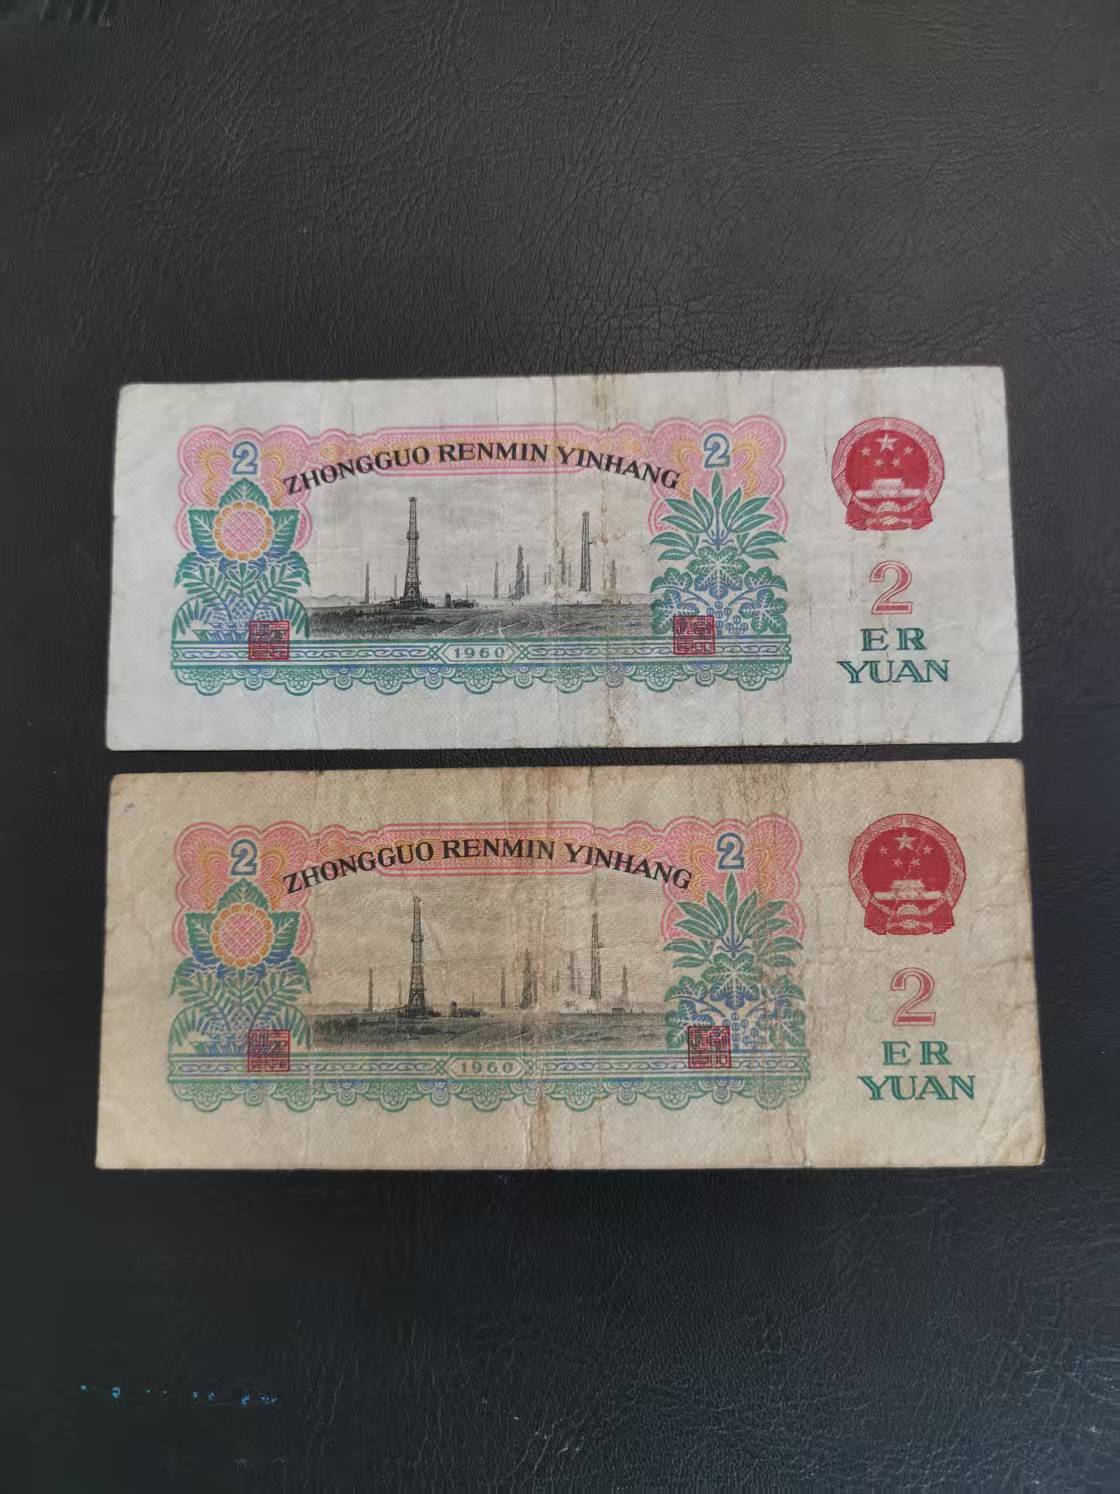 2 2
ZHONGGUO RENMIN YINHANG
2
1960
ER
YUAN
2 2
ZHONGGUO RENMIN YINHANG
2
1960
ER
YUAN